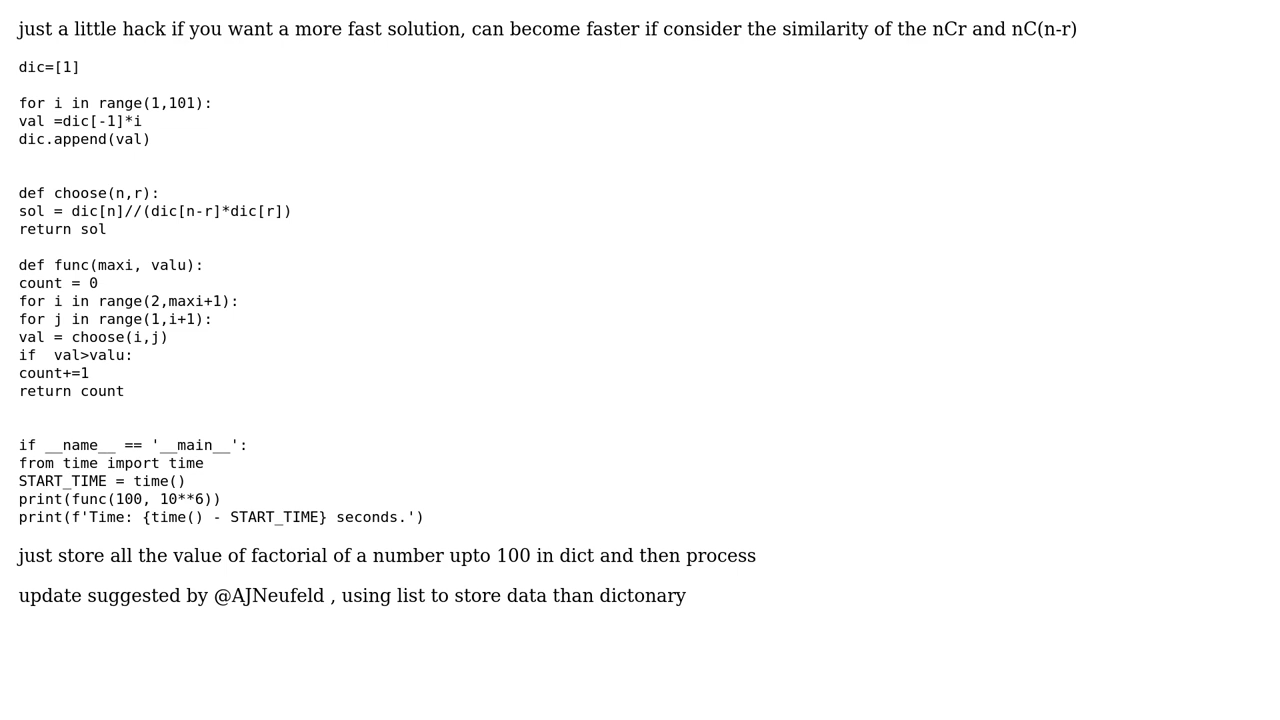 just a little hack if you want a more fast solution, can become faster if consider the similarity of the nCr and nC(n-r)
dic=[1]
for i in range(1,101):
val =dic[-1]*i
dic.append(val)
def choose(n,r):
sol = dic[n]//(dic[n-r]*dic[r])
return sol
def func(maxi, valu):
count = 0
for i in range(2,maxi+1):
for j in range(1,i+1):
val = choose(i,j)
if  val>valu:
count+=1
return count
if __name__ == '__main__':
from time import time
START_TIME = time()
print(func(100, 10**6))
print(f'Time: {time() - START_TIME} seconds.')
just store all the value of factorial of a number upto 100 in dict and then process
update suggested by @AJNeufeld , using list to store data than dictonary